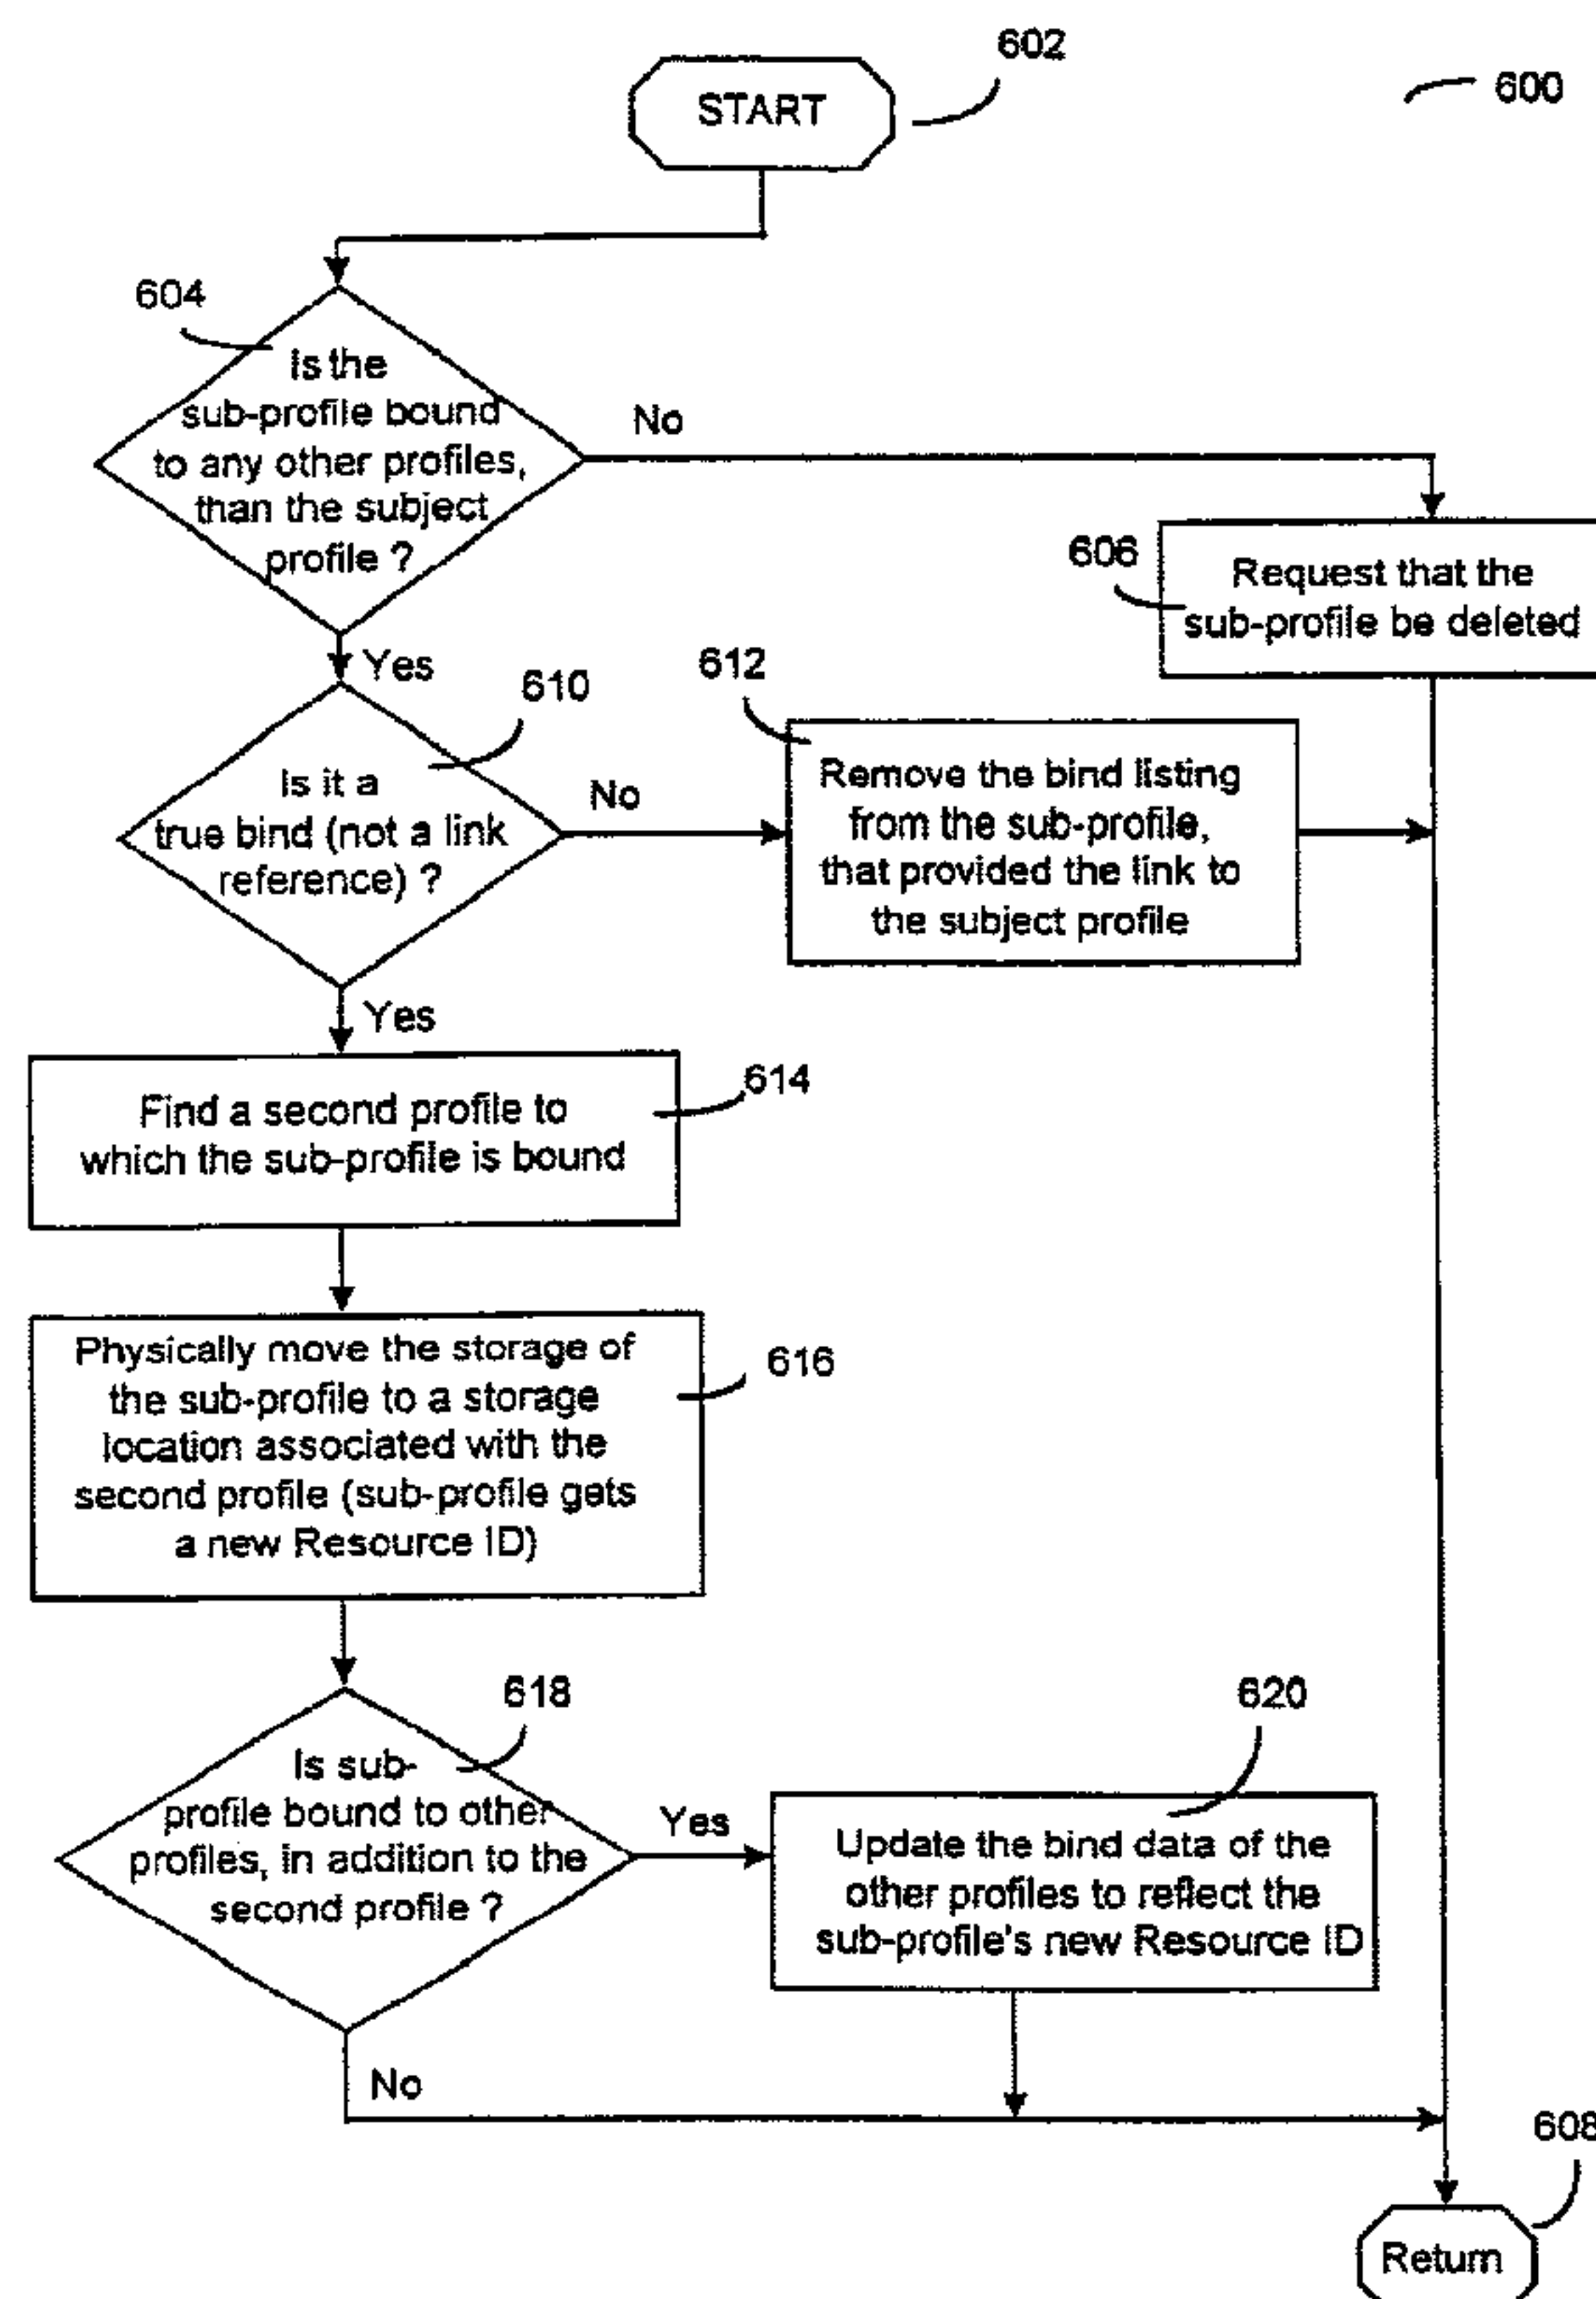 602
600
START
604
Is the
sub-profile bound
to any other profiles,
than the subject
profile ?
No
606
Request that the
sub-profile be deleted
Yes
610
Is it a
true bind (not a link
reference) ?
No
612
Remove the bind listing
from the sub-profile,
that provided the link to
the subject profile
Yes
614
Find a second profile to
which the sub-profile is bound
616
Physically move the storage of
the sub-profile to a storage
location associated with the
second profile (sub-profile gets
a new Resource ID)
618
Is sub-
profile bound to other
profiles, in addition to the
second profile ?
Yes
620
Update the bind data of the
other profiles to reflect the
sub-profile's new Resource ID
No
608
Return